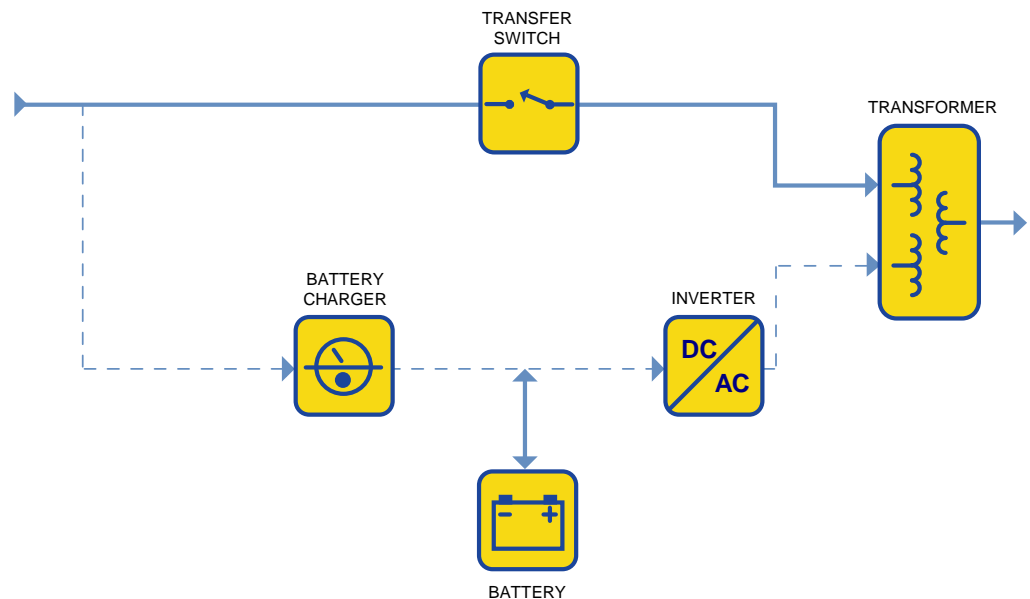 TRANSFER
SWITCH
TRANSFORMER
BATTERY
CHARGER
INVERTER
DC
AC
- +
BATTERY